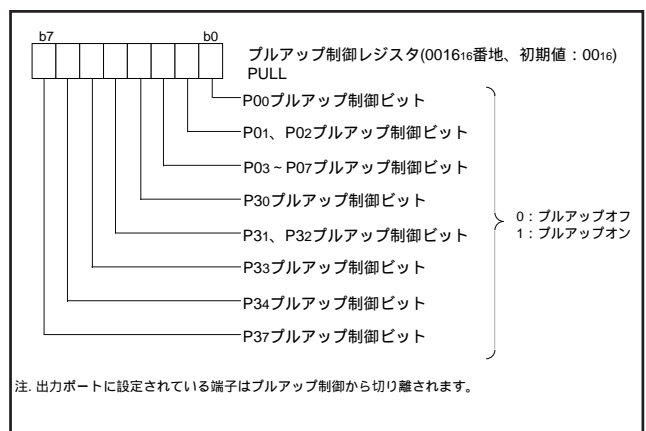 b7 b0
プルアップ制御レジスタ(001616番地、初期値：0016)
PULL
P00プルアップ制御ビット
P01、P02プルアップ制御ビット
P03～P07プルアップ制御ビット
P30プルアップ制御ビット
P31、P32プルアップ制御ビット
P33プルアップ制御ビット
P34プルアップ制御ビット
P37プルアップ制御ビット
0：プルアップオフ
1：プルアップオン
注. 出力ポートに設定されている端子はプルアップ制御から切り離されます。